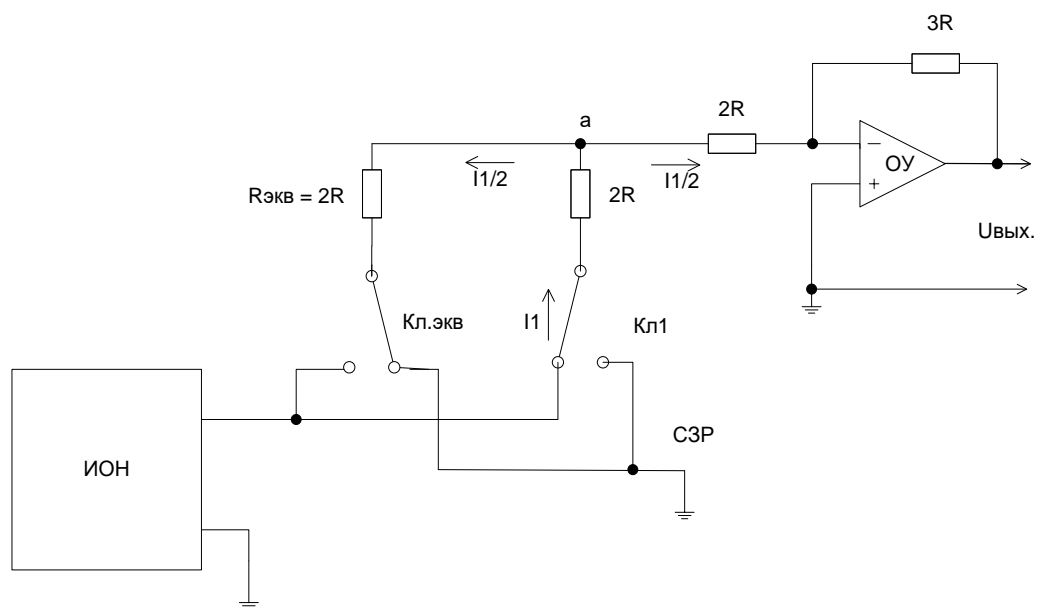 3R
2R
a
ОУ
−
+
I1/2
I1/2
Rэкв = 2R
2R
Uвых.
Кл.экв
I1
Кл1
СЗР
ИОН